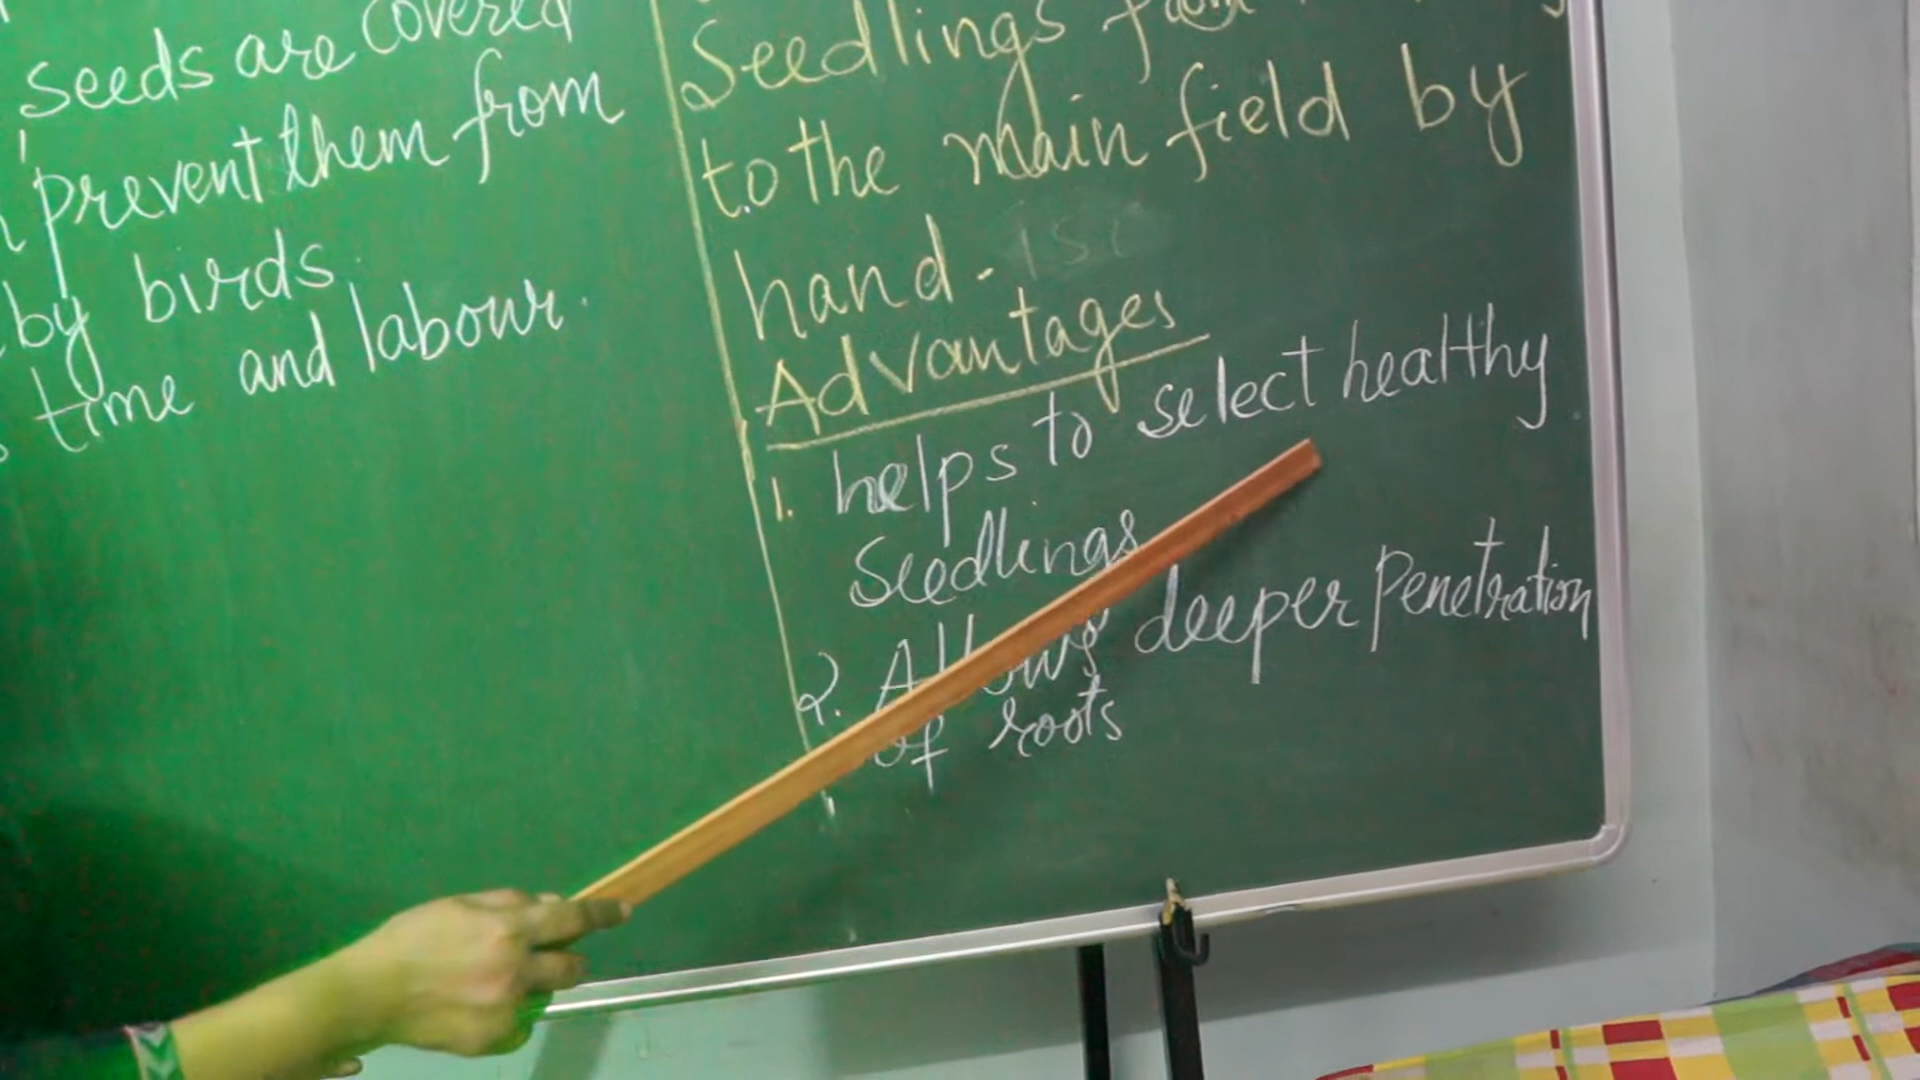 seeds are covered
prevent them from
by birds.
time and labour.
Seedlings from
to the main field by
hand.
Advantages
1. helps to select healthy
seedlings
2. Allows deeper penetration
of roots